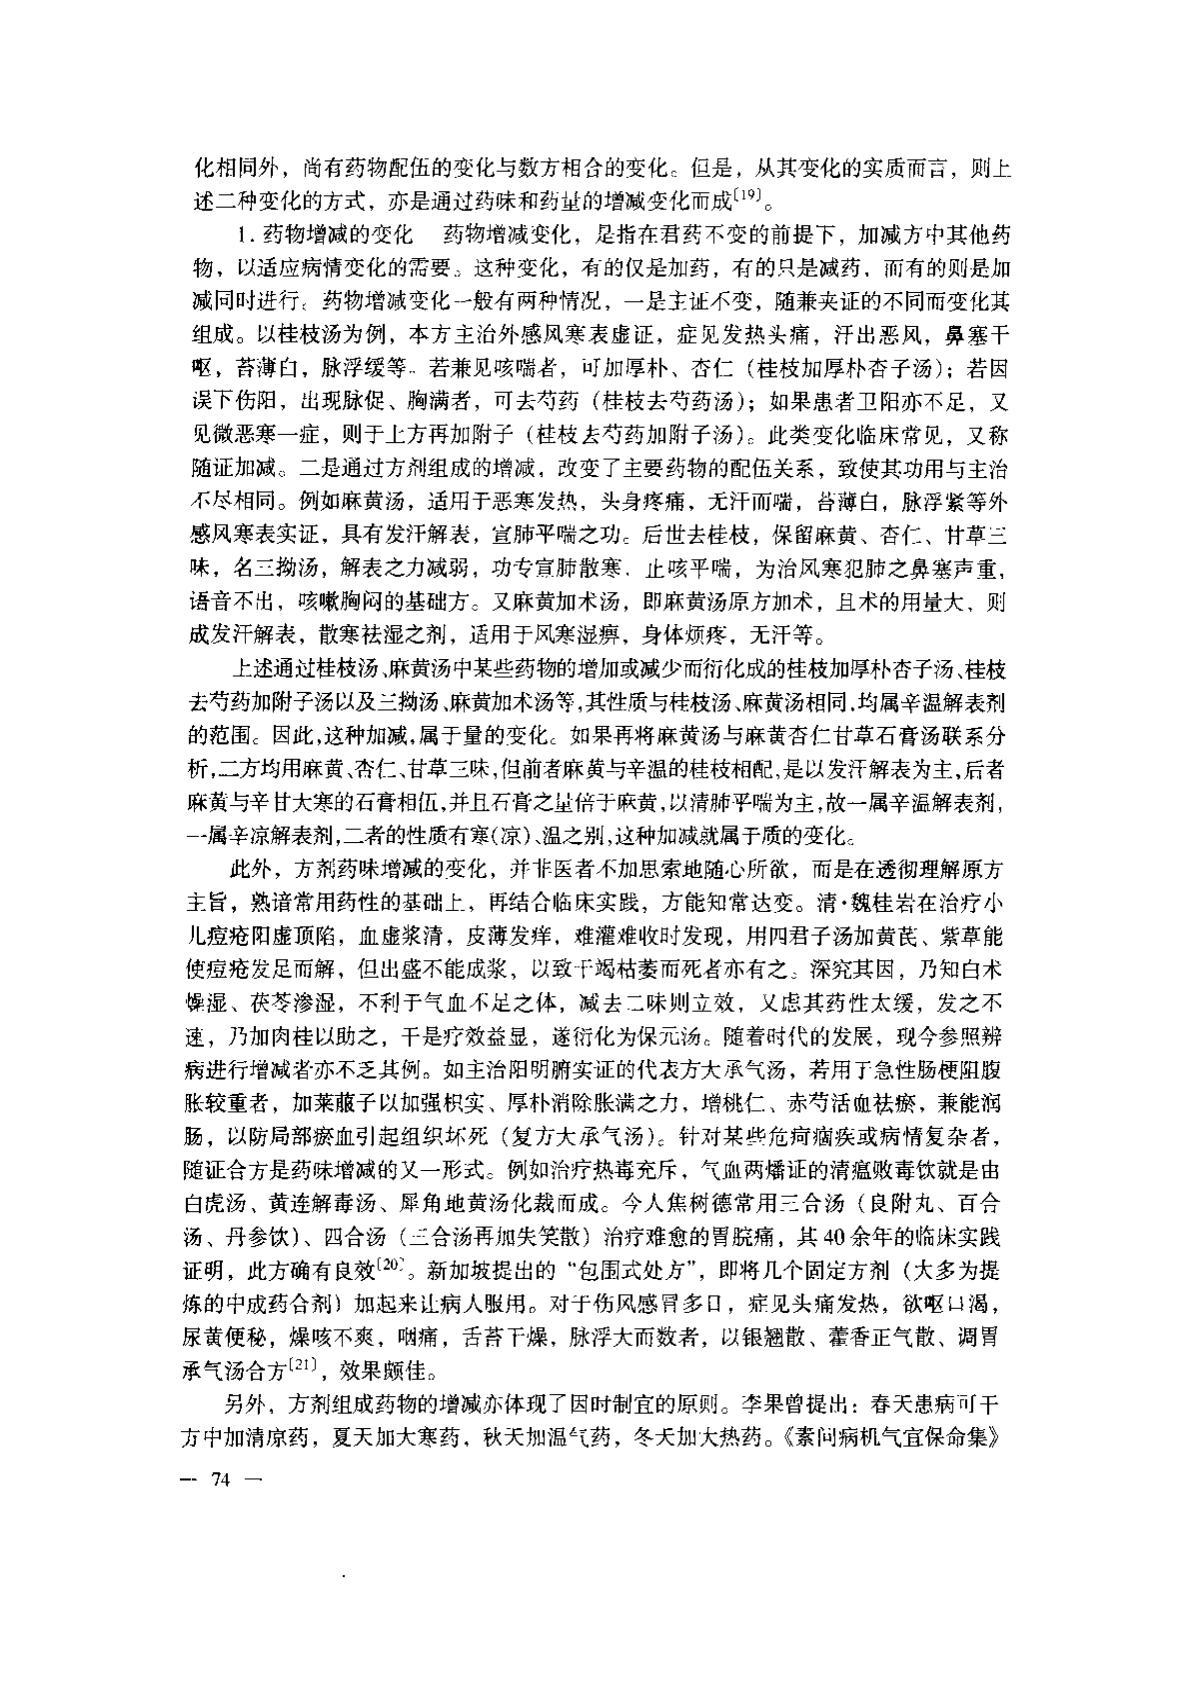 化相同外，尚有药物配伍的变化与数方相合的变化。但是，从其变化的实质而言，则上
述二种变化的方式，亦是通过药味和药量的增减变化而成〔19〕。
1. 药物增减的变化　药物增减变化，是指在君药不变的前提下，加减方中其他药
物，以适应病情变化的需要。这种变化，有的仅是加药，有的只是减药，而有的则是加
减同时进行。药物增减变化一般有两种情况，一是主证不变，随兼夹证的不同而变化其
组成。以桂枝汤为例，本方主治外感风寒表虚证，症见发热头痛，汗出恶风，鼻塞干
呕，苔薄白，脉浮缓等。若兼见咳喘者，可加厚朴、杏仁（桂枝加厚朴杏子汤）；若因
误下伤阳，出现脉促、胸满者，可去芍药（桂枝去芍药汤）；如果患者卫阳亦不足，又
见微恶寒一症，则于上方再加附子（桂枝去芍药加附子汤）。此类变化临床常见，又称
随证加减。二是通过方剂组成的增减，改变了主要药物的配伍关系，致使其功用与主治
不尽相同。例如麻黄汤，适用于恶寒发热，头身疼痛，无汗而喘，苔薄白，脉浮紧等外
感风寒表实证，具有发汗解表，宣肺平喘之功。后世去桂枝，保留麻黄、杏仁、甘草三
味，名三拗汤，解表之力减弱，功专宣肺散寒、止咳平喘，为治风寒犯肺之鼻塞声重，
语音不出，咳嗽胸闷的基础方。又麻黄加术汤，即麻黄汤原方加术，且术的用量大，则
成发汗解表，散寒祛湿之剂，适用于风寒湿痹，身体烦疼，无汗等。
上述通过桂枝汤、麻黄汤中某些药物的增加或减少而衍化成的桂枝加厚朴杏子汤、桂枝
去芍药加附子汤以及三拗汤、麻黄加术汤等，其性质与桂枝汤、麻黄汤相同，均属辛温解表剂
的范围。因此，这种加减，属于量的变化。如果再将麻黄汤与麻黄杏仁甘草石膏汤联系分
析，二方均用麻黄、杏仁、甘草三味，但前者麻黄与辛温的桂枝相配，是以发汗解表为主，后者
麻黄与辛甘大寒的石膏相伍，并且石膏之量倍于麻黄，以清肺平喘为主，故一属辛温解表剂，
一属辛凉解表剂，二者的性质有寒（凉）、温之别，这种加减就属于质的变化。
此外，方剂药味增减的变化，并非医者不加思索地随心所欲，而是在透彻理解原方
主旨，熟谙常用药性的基础上，再结合临床实践，方能知常达变。清·魏桂岩在治疗小
儿痘疮阳虚顶陷，血虚浆清，皮薄发痒，难灌难收时发现，用四君子汤加黄芪、紫草能
使痘疮发足而解，但出盛不能成浆，以致干竭枯萎而死者亦有之。深究其因，乃知白术
燥湿、茯苓渗湿，不利于气血不足之体，减去二味则立效，又虑其药性太缓，发之不
速，乃加肉桂以助之，于是疗效益显，遂衍化为保元汤。随着时代的发展，现今参照辨
病进行增减者亦不乏其例。如主治阳明腑实证的代表方大承气汤，若用于急性肠梗阻腹
胀较重者，加莱菔子以加强枳实、厚朴消除胀满之力，增桃仁、赤芍活血祛瘀，兼能润
肠，以防局部瘀血引起组织坏死（复方大承气汤）。针对某些危疴痼疾或病情复杂者，
随证合方是药味增减的又一形式。例如治疗热毒充斥，气血两燔证的清瘟败毒饮就是由
白虎汤、黄连解毒汤、犀角地黄汤化裁而成。今人焦树德常用三合汤（良附丸、百合
汤、丹参饮）、四合汤（三合汤再加失笑散）治疗难愈的胃脘痛，其 40 余年的临床实践
证明，此方确有良效〔20〕。新加坡提出的“包围式处方”，即将几个固定方剂（大多为提
炼的中成药合剂）加起来让病人服用。对于伤风感冒多日，症见头痛发热，欲呕口渴，
尿黄便秘，燥咳不爽，咽痛，舌苔干燥，脉浮大而数者，以银翘散、藿香正气散、调胃
承气汤合方〔21〕，效果颇佳。
另外，方剂组成药物的增减亦体现了因时制宜的原则。李杲曾提出：春天患病可于
方中加清凉药，夏天加大寒药，秋天加温气药，冬天加大热药。《素问病机气宜保命集》
— 74 —